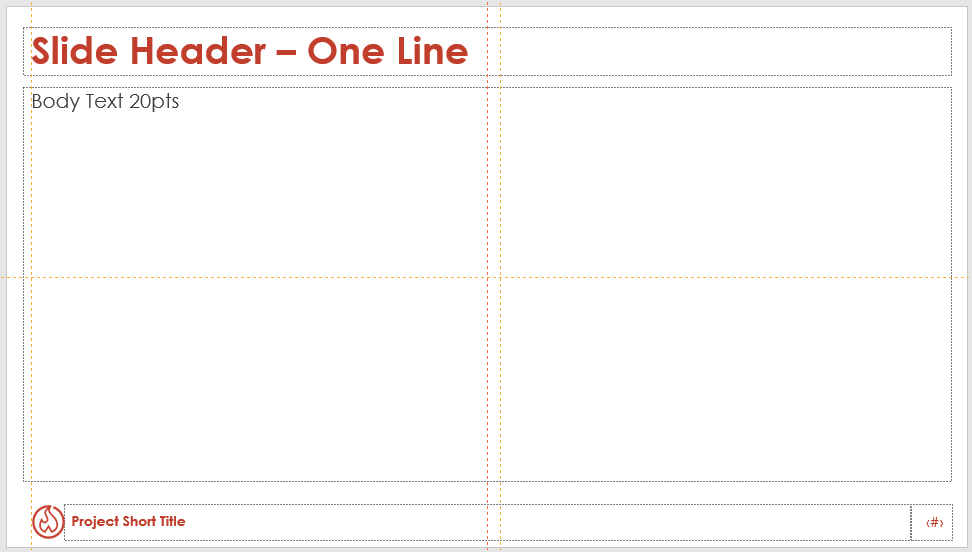 Slide Header – One Line
Body Text 20pts
Project Short Title
‹#›